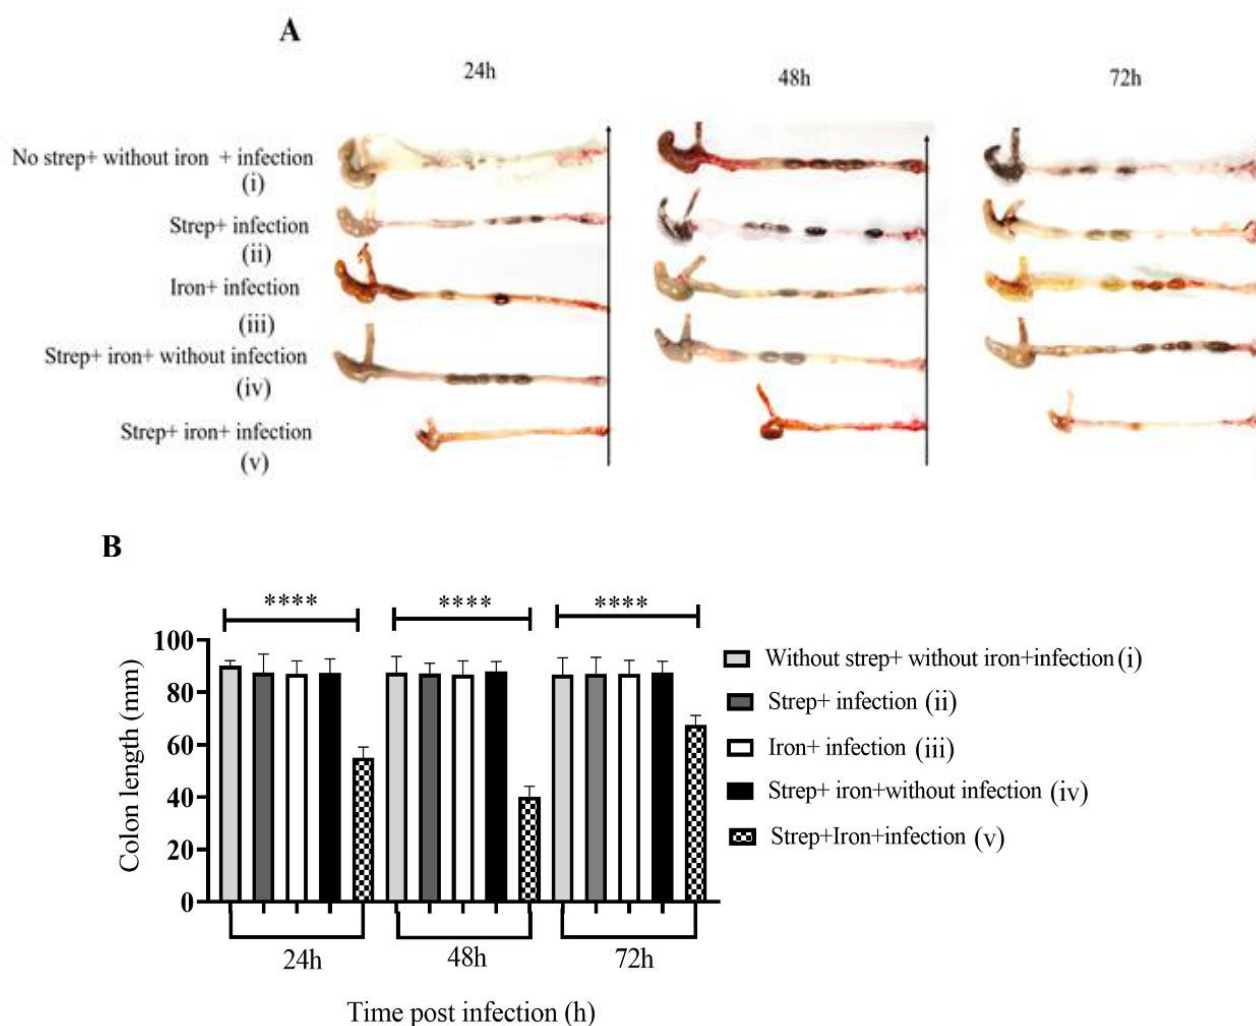 A
24h
48h
72h
No strep+ without iron + infection
(i)
Strep+ infection
(ii)
Iron+ infection
(iii)
Strep+ iron+ without infection
(iv)
Strep+ iron+ infection
(v)
B
****
****
****
100
80
60
40
20
0
Colon length (mm)
24h
48h
72h
Time post infection (h)
Without strep+ without iron+infection (i)
Strep+ infection (ii)
Iron+ infection (iii)
Strep+ iron+without infection (iv)
Strep+Iron+infection (v)